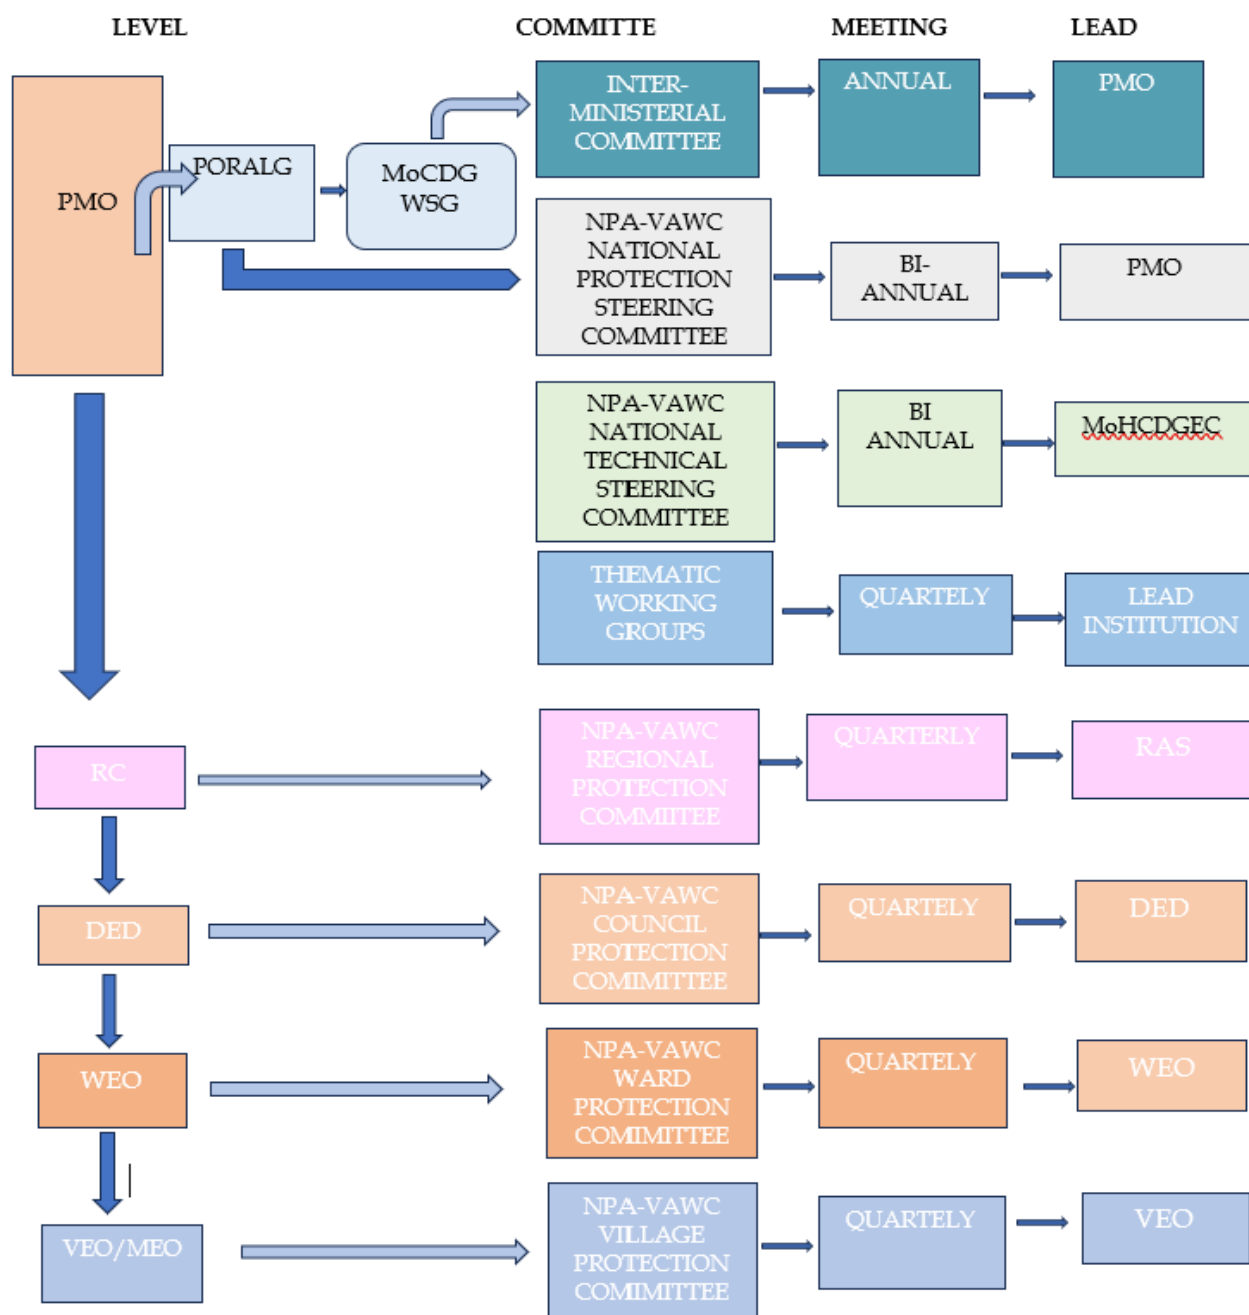 LEVEL COMMITTE MEETING LEAD
PMO
PORALG
MoCDG
WSG
INTER-
MINISTERIAL
COMMITTEE
ANNUAL
PMO
NPA-VAWC
NATIONAL
PROTECTION
STEERING
COMMITTEE
BI-
ANNUAL
PMO
NPA-VAWC
NATIONAL
TECHNICAL
STEERING
COMMITTEE
BI
ANNUAL
MoHCDGEC
THEMATIC
WORKING
GROUPS
QUARTELY
LEAD
INSTITUTION
RC
NPA-VAWC
REGIONAL
PROTECTION
COMMIITEE
QUARTERLY
RAS
DED
NPA-VAWC
COUNCIL
PROTECTION
COMIMITTEE
QUARTELY
DED
WEO
NPA-VAWC
WARD
PROTECTION
COMIMITTEE
QUARTELY
WEO
VEO/MEO
NPA-VAWC
VILLAGE
PROTECTION
COMIMITTEE
QUARTELY
VEO